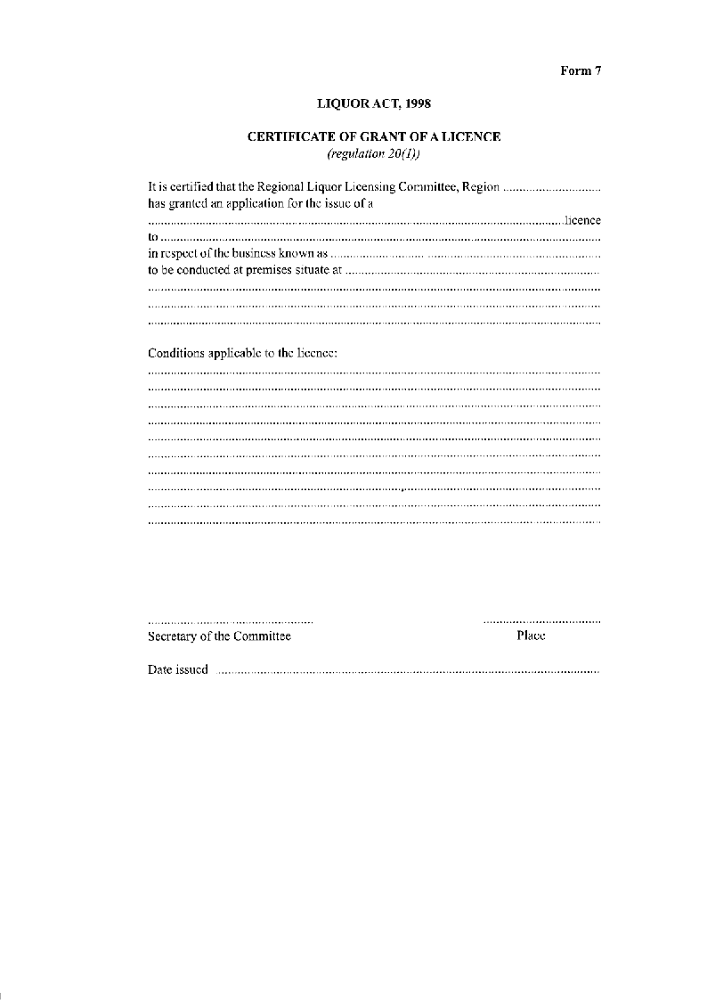 Form 7
LIQUOR ACT, 1998
CERTIFICATE OF GRANT OF A LICENCE
(regulation 20(1))
It is certified that the Regional Liquor Licensing Committee, Region ..............................
has granted an application for the issue of a
................................................................................................................................licence
to .......................................................................................................................................
in respect of the business known as ...................................................................................
to be conducted at premises situate at ..............................................................................
...........................................................................................................................................
...........................................................................................................................................
...........................................................................................................................................
Conditions applicable to the licence:
...........................................................................................................................................
...........................................................................................................................................
...........................................................................................................................................
...........................................................................................................................................
...........................................................................................................................................
...........................................................................................................................................
...........................................................................................................................................
...........................................................................................................................................
...........................................................................................................................................
...........................................................................................................................................
................................................... ....................................
Secretary of the Committee Place
Date issued ......................................................................................................................